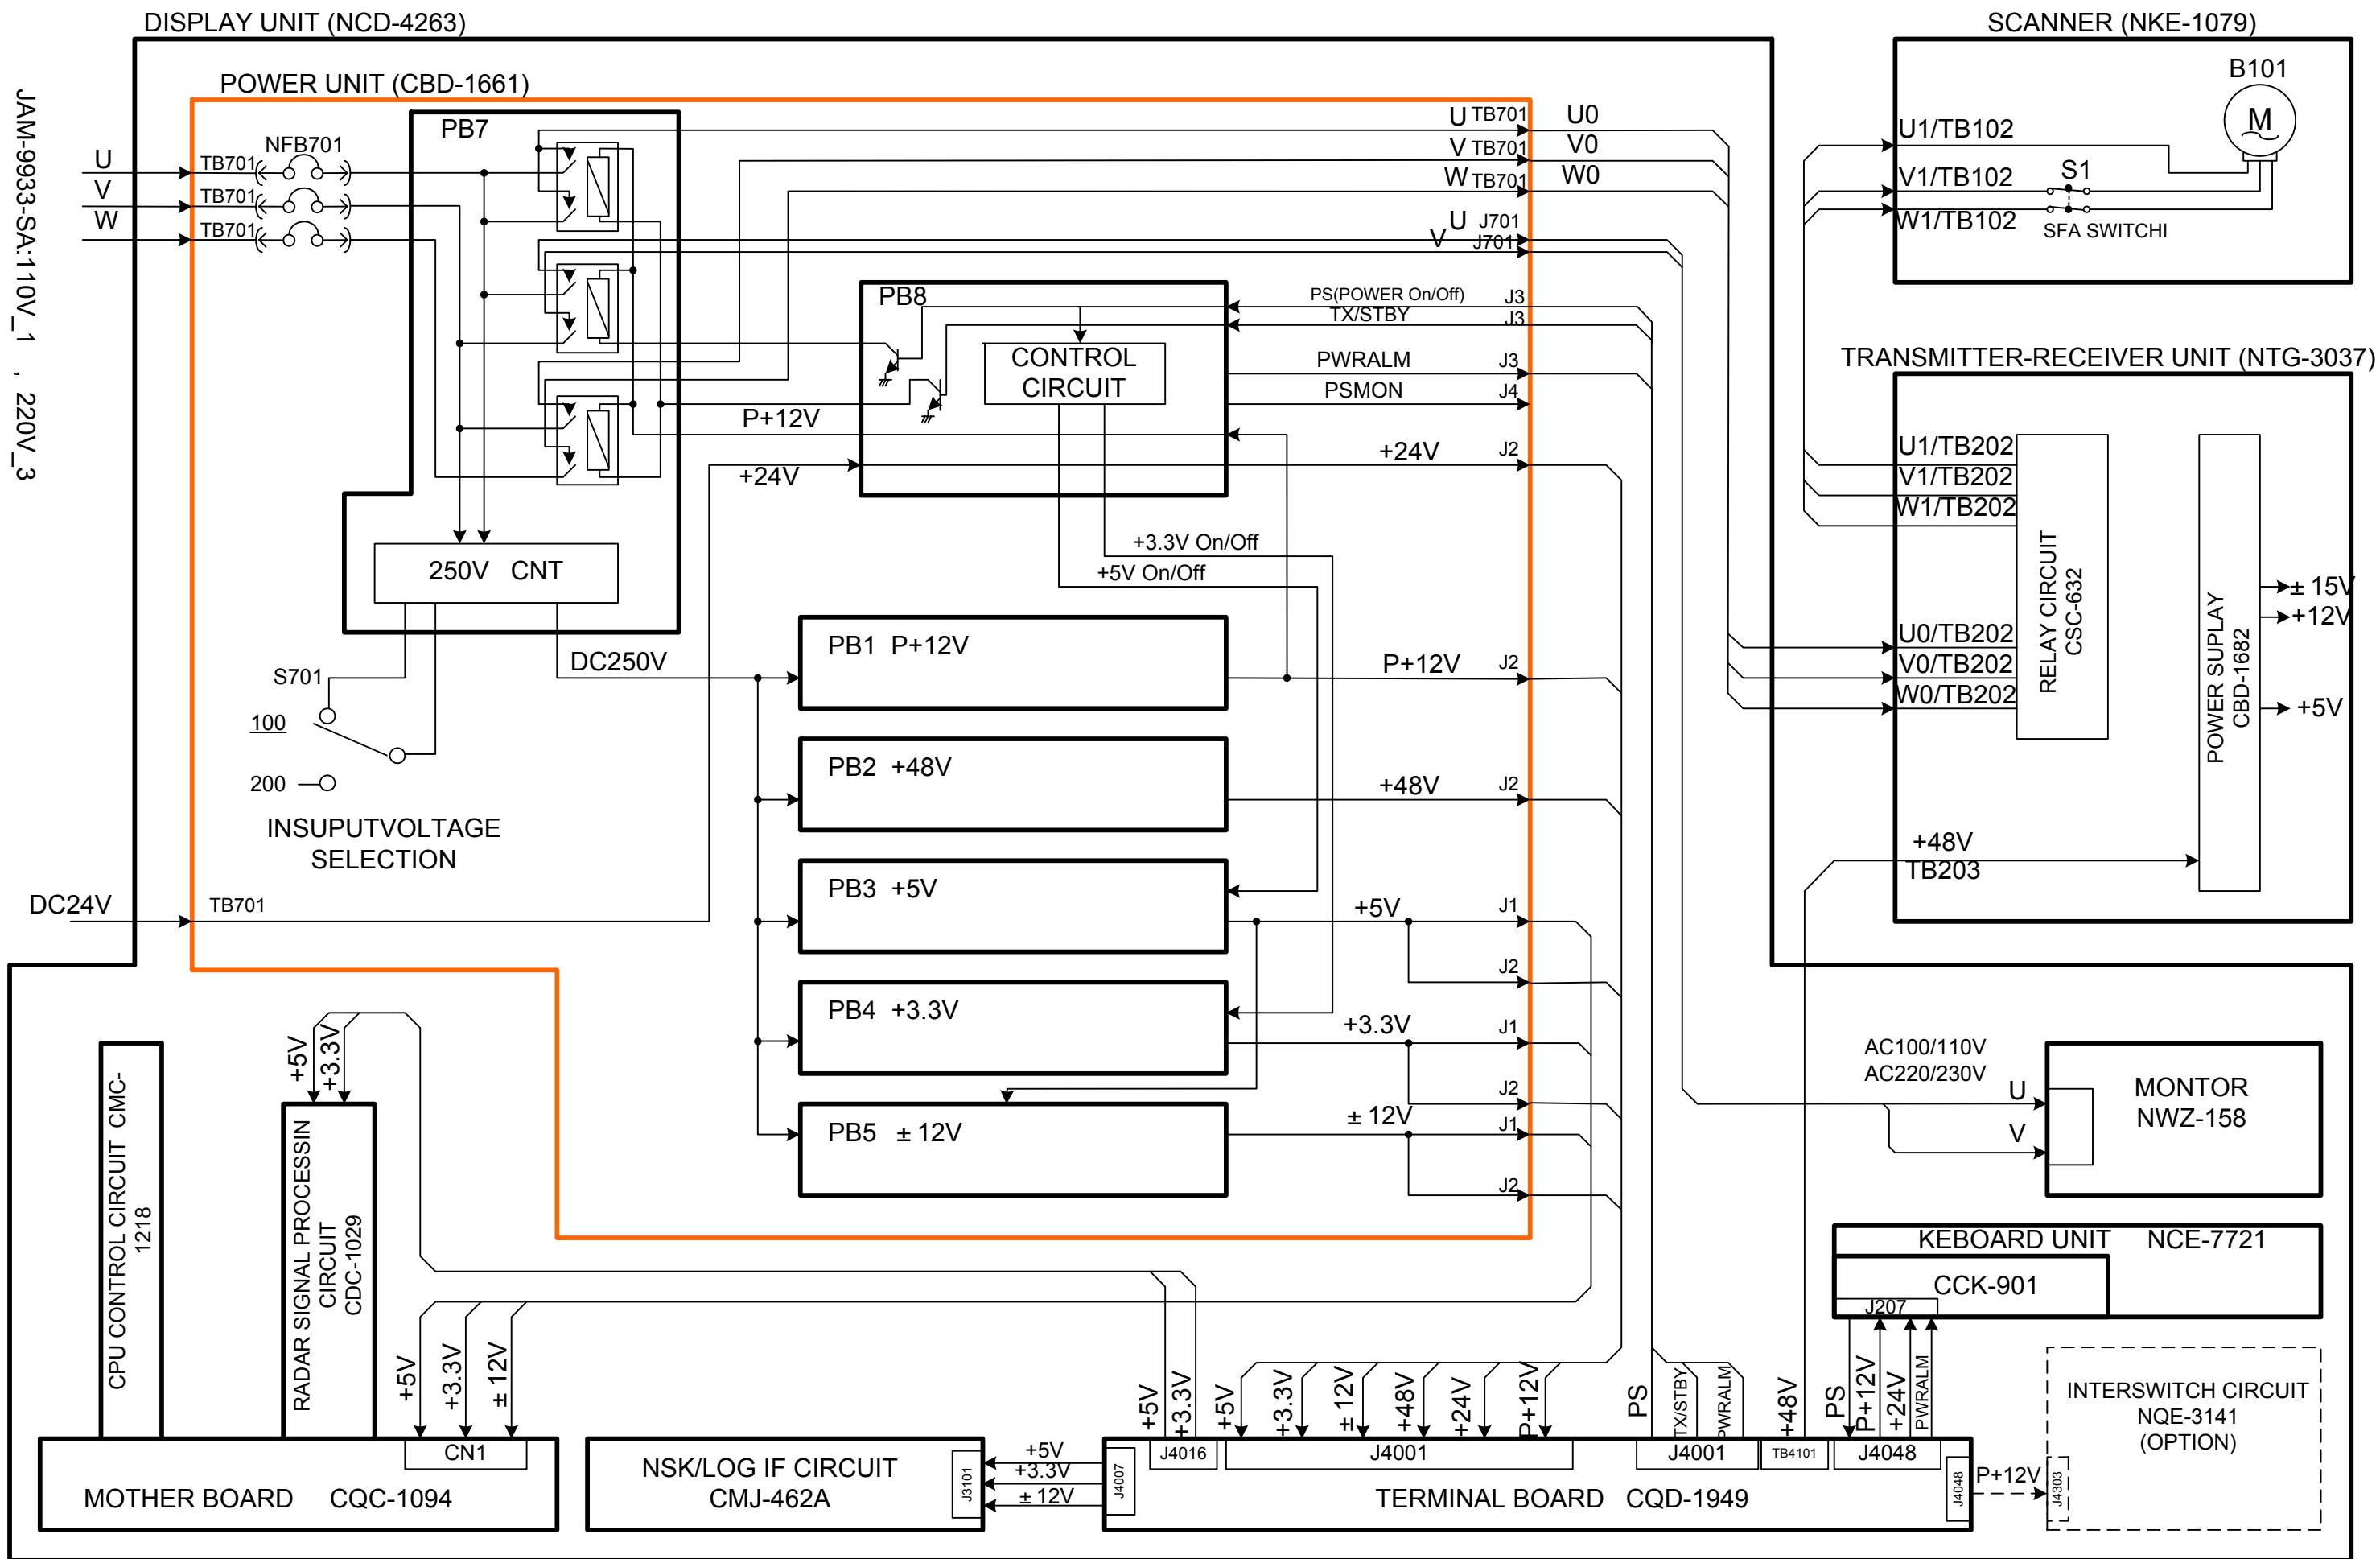 DISPLAY UNIT (NCD-4263)
SCANNER (NKE-1079)
POWER UNIT (CBD-1661)
JAM-9933-SA:110V_1 , 220V_3
U
V
W
TB701
TB701
TB701
NFB701
PB7
U TB701
V TB701
W TB701
U0
V0
W0
U J701
V J701
B101
M
U1/TB102
V1/TB102
W1/TB102
S1
SFA SWITCHI
PB8
PS(POWER On/Off) J3
TX/STBY J3
CONTROL
CIRCUIT
PWRALM J3
PSMON J4
P+12V
+24V
+24V J2
TRANSMITTER-RECEIVER UNIT (NTG-3037)
U1/TB202
V1/TB202
W1/TB202
U0/TB202
V0/TB202
W0/TB202
RELAY CIRCUIT
CSC-632
POWER SUPLAY
CBD-1682
± 15V
+12V
+5V
+48V
TB203
250V CNT
+3.3V On/Off
+5V On/Off
S701
100
200
INSUPUTVOLTAGE
SELECTION
DC250V
PB1 P+12V
P+12V J2
PB2 +48V
+48V J2
PB3 +5V
+5V J1
J2
PB4 +3.3V
+3.3V J1
J2
PB5 ± 12V
± 12V J1
J2
DC24V
TB701
AC100/110V
AC220/230V
U
V
MONTOR
NWZ-158
KEBOARD UNIT NCE-7721
CCK-901
J207
CPU CONTROL CIRCUIT CMC-
1218
+5V
+3.3V
RADAR SIGNAL PROCESSIN
CIRCUIT
CDC-1029
+5V
+3.3V
± 12V
CN1
MOTHER BOARD CQC-1094
NSK/LOG IF CIRCUIT
CMJ-462A
J3101
+5V
+3.3V
± 12V
J4007
+5V
+3.3V
J4016
+5V
+3.3V
± 12V
+48V
+24V
P+12V
J4001
PS
TX/STBY
PWRALM
J4001
+48V
TB4101
PS
P+12V
+24V
PWRALM
J4048
TERMINAL BOARD CQD-1949
J4048
P+12V
J4303
INTERSWITCH CIRCUIT
NQE-3141
(OPTION)